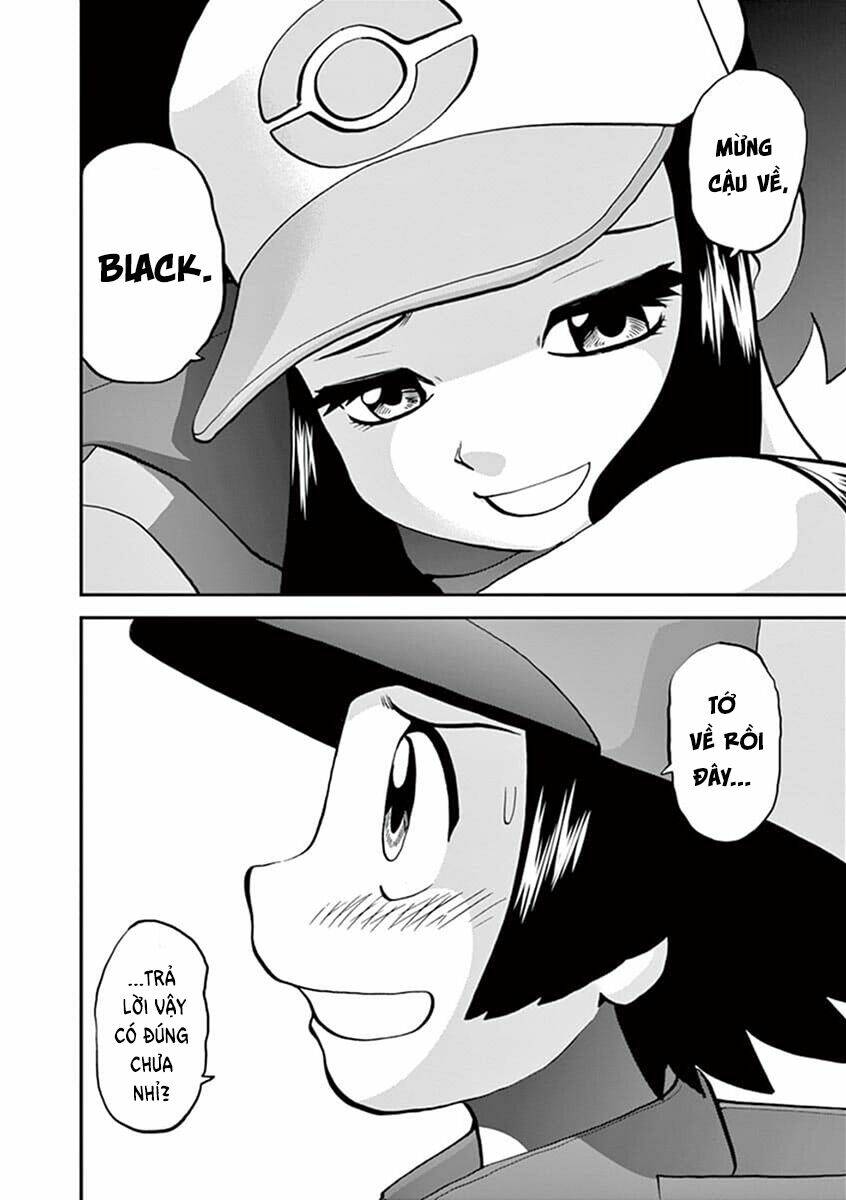 MỪNG
CẬU VỀ,
BLACK.
TỚ
VỀ RỒI
ĐÂY...
...TRẢ
LỜI VẬY
CÓ ĐÚNG
CHƯA
NHỈ?